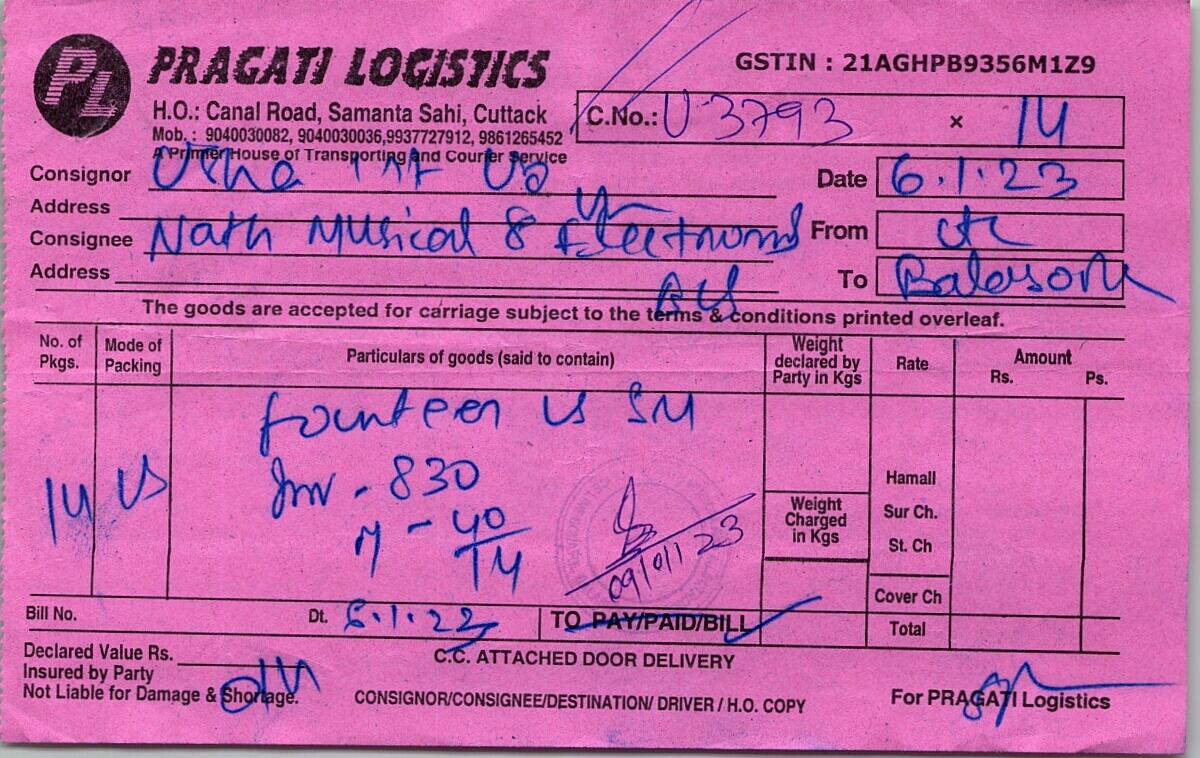 PL
PRAGATI LOGISTICS
GSTIN : 21AGHPB9356M1Z9
H.O.: Canal Road, Samanta Sahi, Cuttack
Mob. : 9040030082, 9040030036,9937727912, 9861265452
A Primier House of Transporting and Courier Service
C.No.: U 3793 x 14
Consignor
Date 6.1.23
Address
Consignee Nath Musical &
From ctc
Address
To Balasore
The goods are accepted for carriage subject to the terms & conditions printed overleaf.
No. of Pkgs. Mode of Packing Particulars of goods (said to contain) Weight declared by Party in Kgs Rate Amount
Rs. Ps.
fourteen
Inv - 830
14
40
14
09/01/23
Weight Charged in Kgs
Hamall
Sur Ch.
St. Ch
Cover Ch
Bill No. Dt. 6.1.23 TO PAY/PAID/BILL
Total
Declared Value Rs.
C.C. ATTACHED DOOR DELIVERY
Insured by Party
Not Liable for Damage & Shortage.
CONSIGNOR/CONSIGNEE/DESTINATION/ DRIVER / H.O. COPY
For PRAGATI Logistics